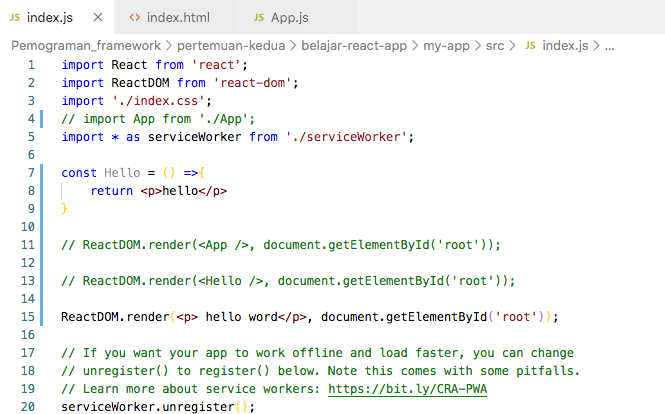 JS index.js × <> index.html JS App.js
Pemograman_framework > pertemuan-kedua > belajar-react-app > my-app > src > JS index.js > ...
1 import React from 'react';
2 import ReactDOM from 'react-dom';
3 import './index.css';
4 // import App from './App';
5 import * as serviceWorker from './serviceWorker';
6
7 const Hello = () =>{
8 return <p>hello</p>
9 }
10
11 // ReactDOM.render(<App />, document.getElementById('root'));
12
13 // ReactDOM.render(<Hello />, document.getElementById('root'));
14
15 ReactDOM.render(<p> hello word</p>, document.getElementById('root'));
16
17 // If you want your app to work offline and load faster, you can change
18 // unregister() to register() below. Note this comes with some pitfalls.
19 // Learn more about service workers: https://bit.ly/CRA-PWA
20 serviceWorker.unregister();